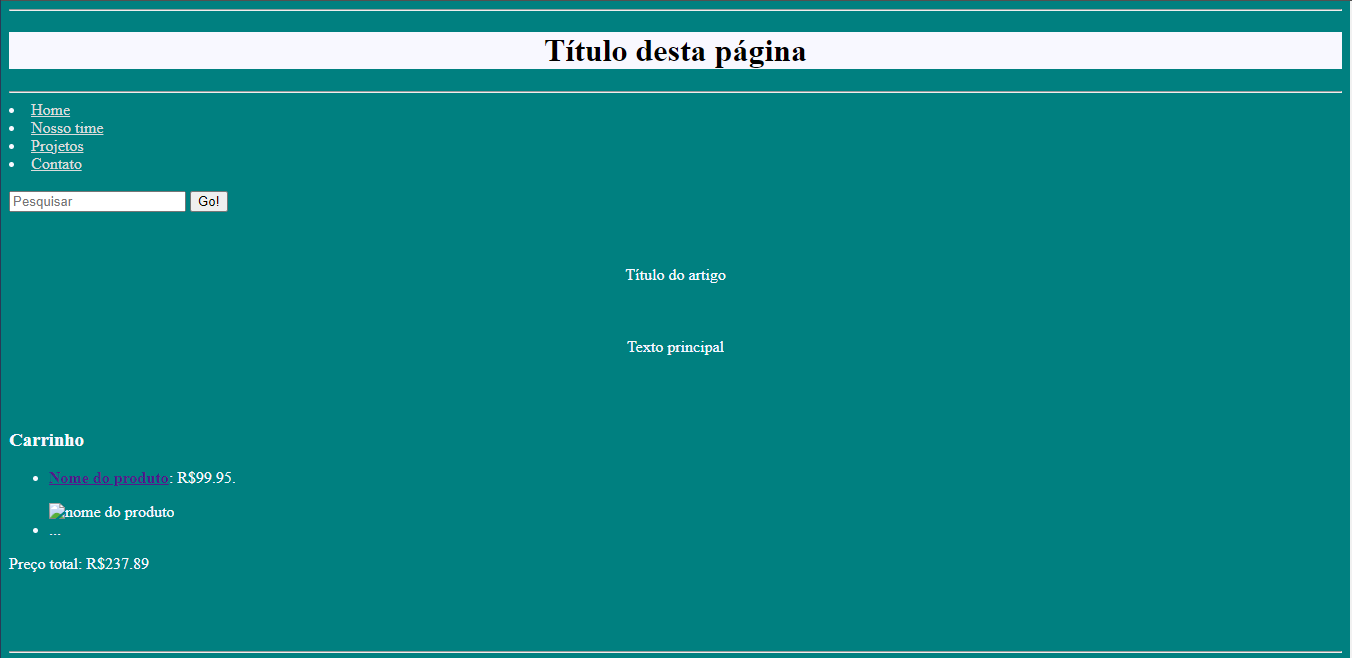 Título desta página
Home
Nosso time
Projetos
Contato
Pesquisar Go!
Título do artigo
Texto principal
Carrinho
Nome do produto: R$99.95.
nome do produto
...
Preço total: R$237.89